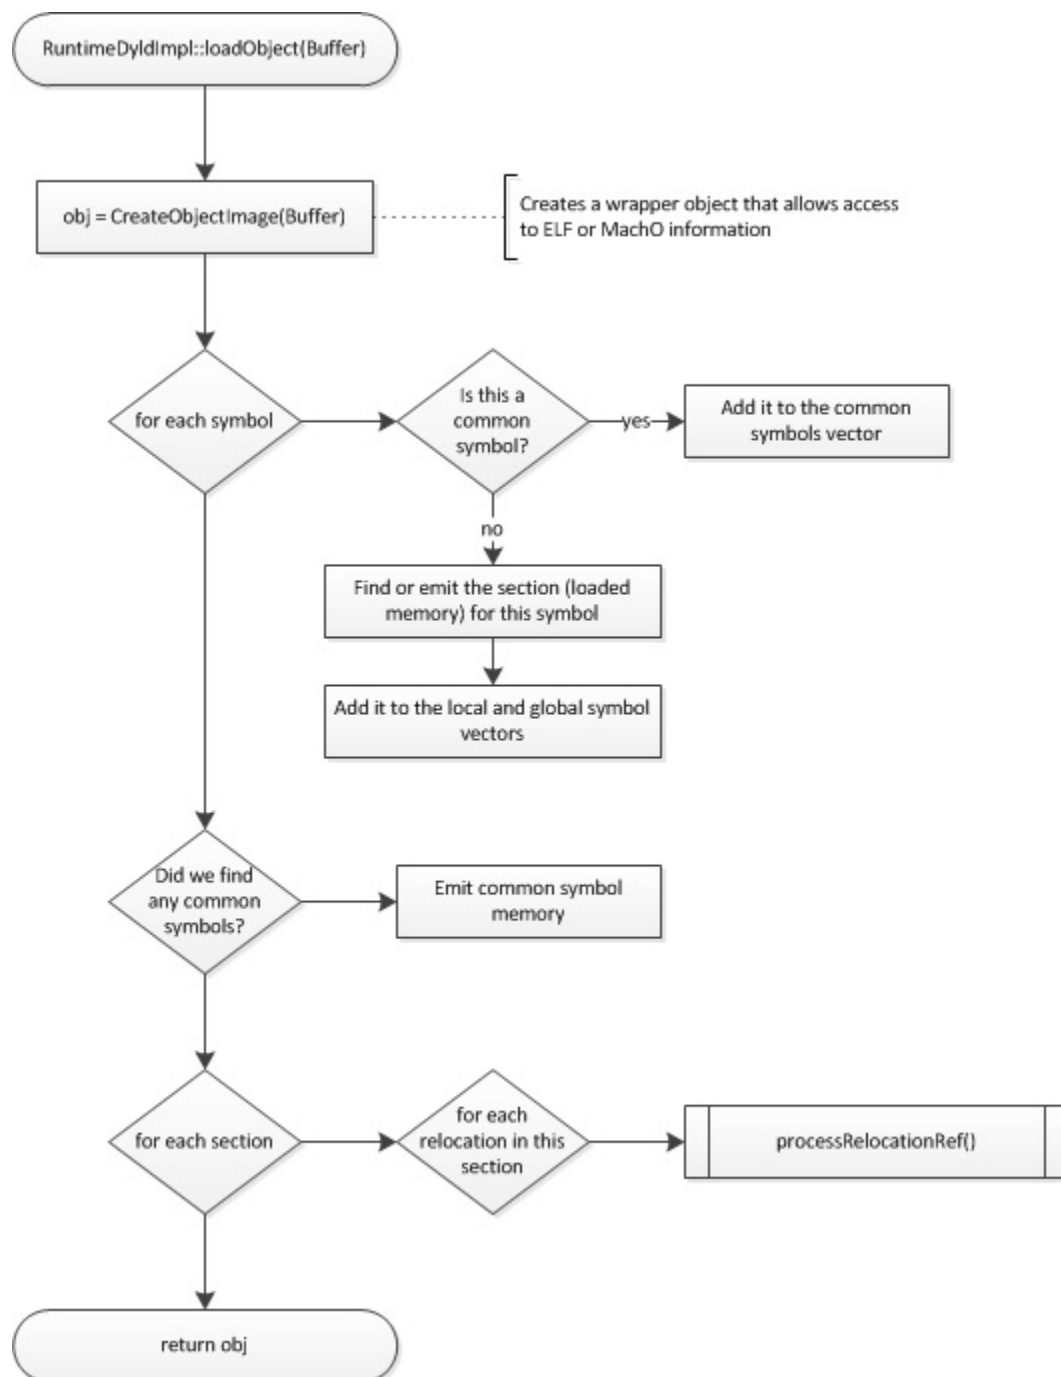 RuntimeDyldImpl::loadObject(Buffer)
obj = CreateObjectImage(Buffer)
Creates a wrapper object that allows access
to ELF or MachO information
for each symbol
Is this a
common
symbol?
yes
Add it to the common
symbols vector
no
Find or emit the section (loaded
memory) for this symbol
Add it to the local and global symbol
vectors
Did we find
any common
symbols?
Emit common symbol
memory
for each section
for each
relocation in this
section
processRelocationRef()
return obj